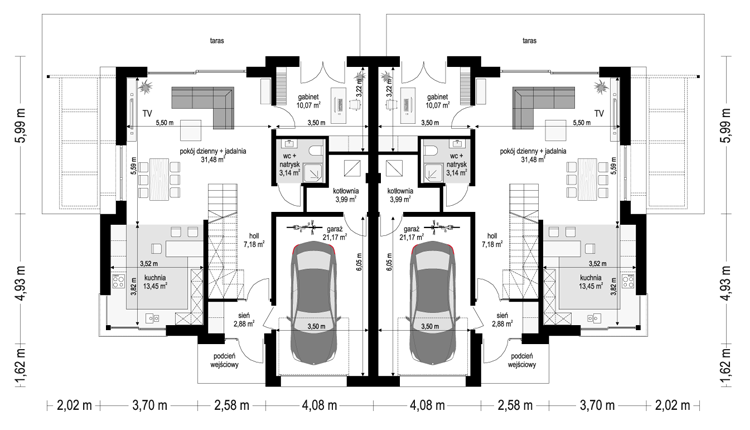 taras
taras
gabinet
10,07 m²
3,22 m
3,50 m
TV
5,50 m
pokój dzienny + jadalnia
31,48 m²
5,59 m
wc +
natrysk
3,14 m²
kotłownia
3,99 m²
garaż
21,17 m²
6,05 m
3,50 m
holl
7,18 m²
3,52 m
kuchnia
13,45 m²
3,82 m
sień
2,88 m²
podcień
wejściowy
3,22 m
gabinet
10,07 m²
3,50 m
TV
5,50 m
pokój dzienny + jadalnia
31,48 m²
5,59 m
wc +
natrysk
3,14 m²
kotłownia
3,99 m²
garaż
21,17 m²
6,05 m
3,50 m
holl
7,18 m²
3,52 m
kuchnia
13,45 m²
3,82 m
sień
2,88 m²
podcień
wejściowy
5,99 m
4,93 m
1,62 m
5,99 m
4,93 m
1,62 m
2,02 m 3,70 m 2,58 m 4,08 m 4,08 m 2,58 m 3,70 m 2,02 m